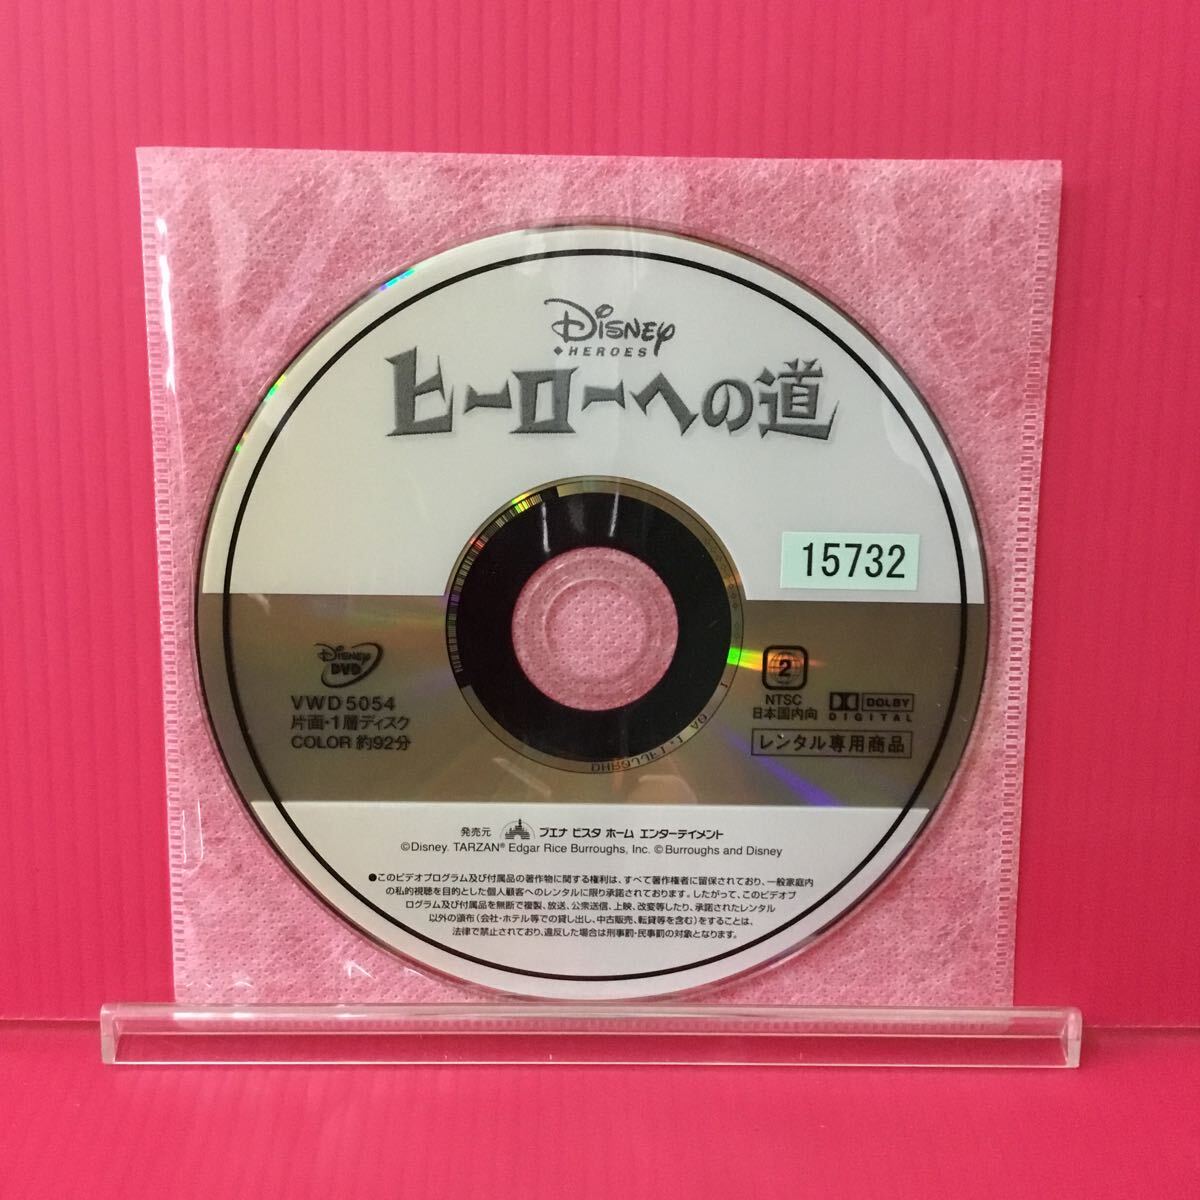 DISNEY
HEROES
ヒーローへの道
15732
DISNEY
DVD
VWD5054
片面・1層ディスク
COLOR 約92分
2
NTSC
日本国内向
DOLBY
DIGITAL
レンタル専用商品
発売元 ブエナ ビスタ ホーム エンターテイメント
©Disney. TARZAN® Edgar Rice Burroughs, Inc. ©Burroughs and Disney
●このビデオプログラム及び付属品の著作物に関する権利は、すべて著作権者に留保されており、一般家庭内
の私的視聴を目的とした個人顧客へのレンタルに限り承諾されております。したがって、このビデオプ
ログラム及び付属品を無断で複製、放送、公衆送信、上映、改変等したり、承諾されたレンタル
以外の頒布(会社・ホテル等での貸し出し、中古販売、転貸等を含む)をすることは、
法律で禁止されており、違反した場合は刑事罰・民事罰の対象となります。